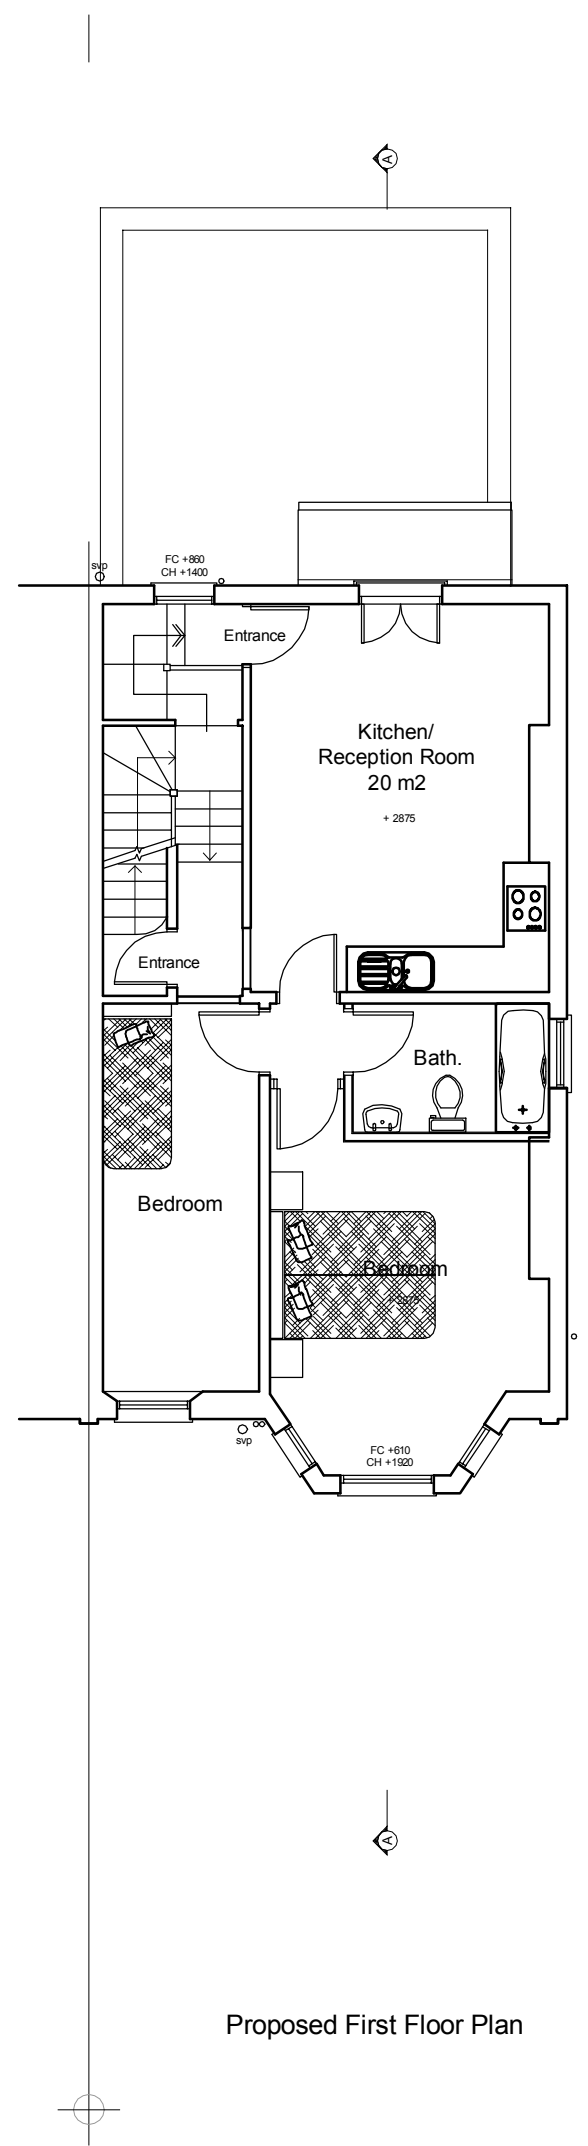 A
svp
FC +860
CH +1400
Entrance
Kitchen/
Reception Room
20 m2
+ 2875
Entrance
Bath.
Bedroom
Bedroom
+ 2875
svp
FC +610
CH +1920
A
Proposed First Floor Plan